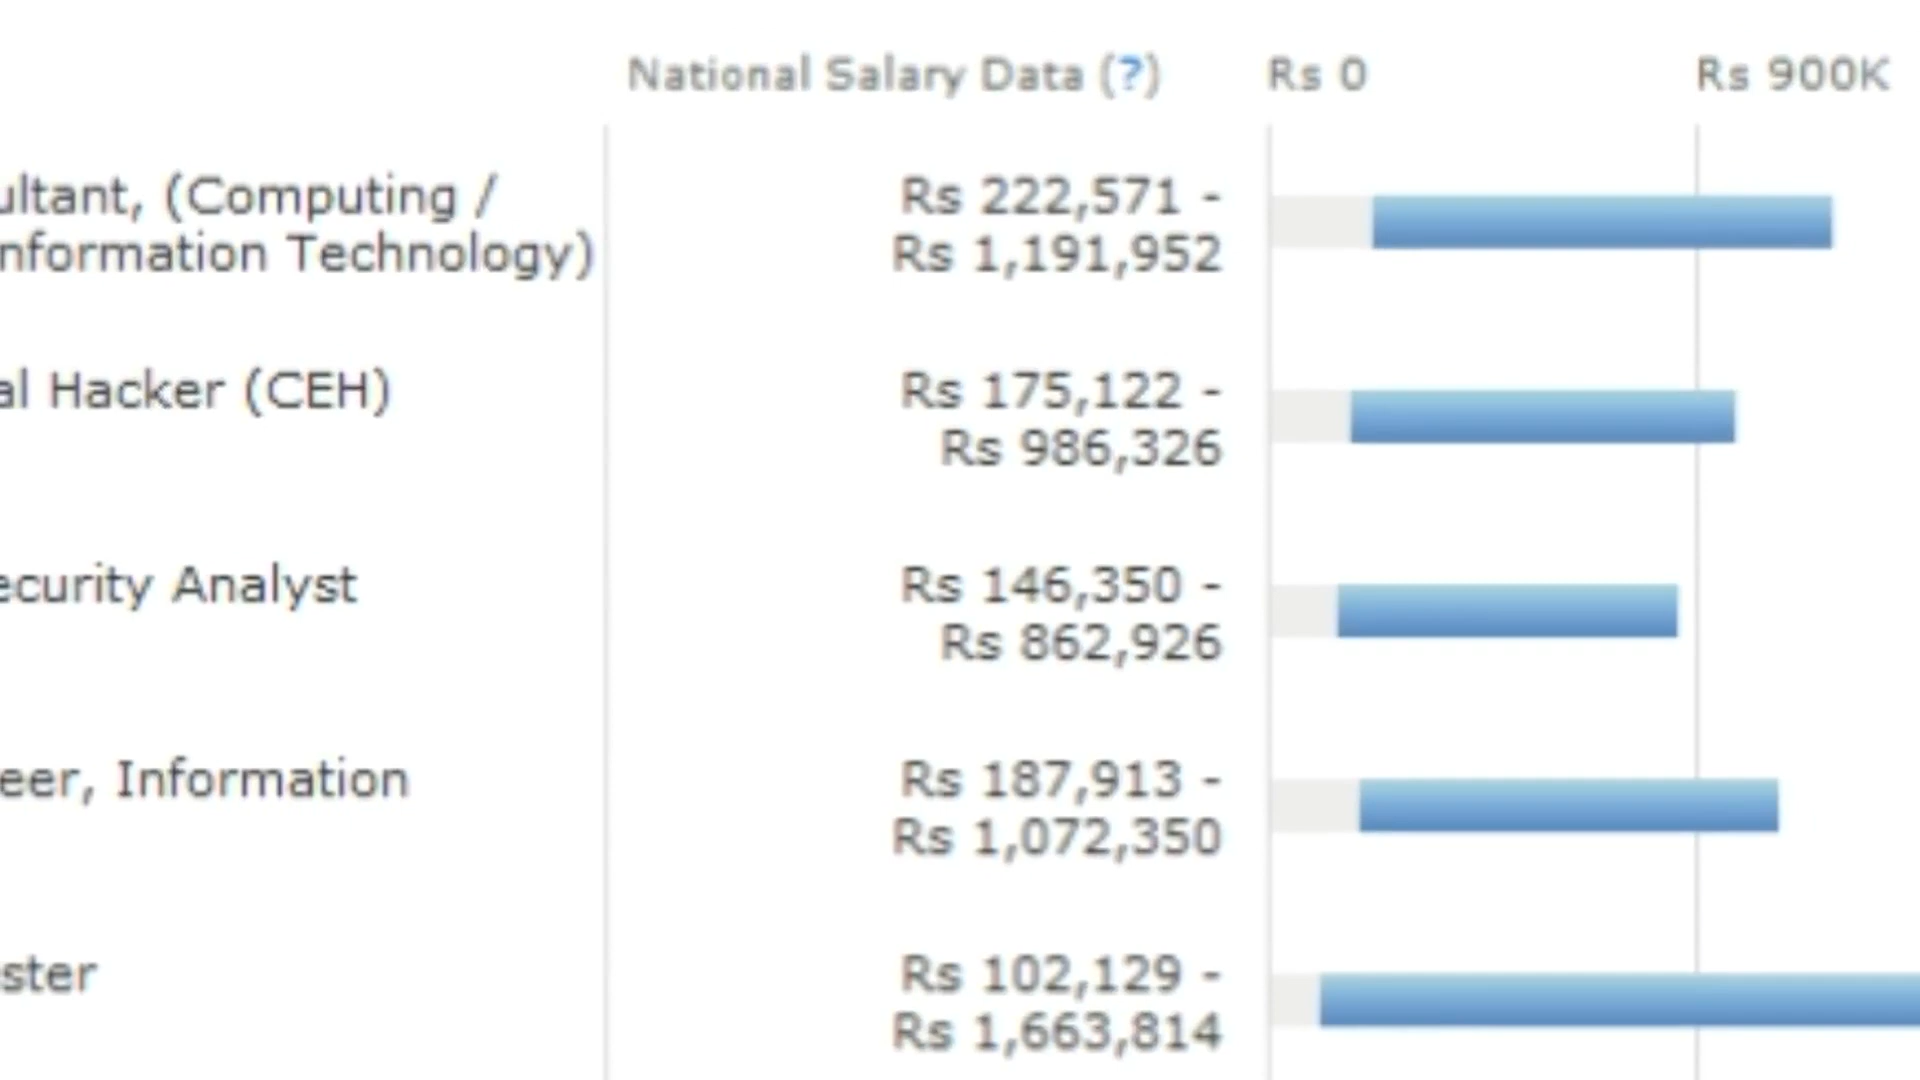 National Salary Data (?) Rs 0 Rs 900K
ultant, (Computing / Rs 222,571 -
nformation Technology) Rs 1,191,952
al Hacker (CEH) Rs 175,122 -
Rs 986,326
ecurity Analyst Rs 146,350 -
Rs 862,926
eer, Information Rs 187,913 -
Rs 1,072,350
ster Rs 102,129 -
Rs 1,663,814